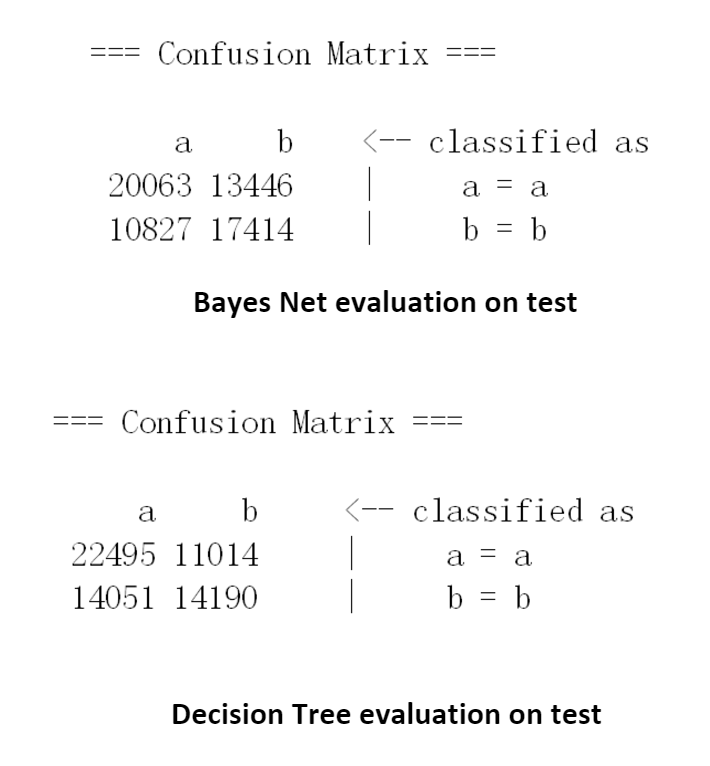 === Confusion Matrix ===
a b <-- classified as
20063 13446 | a = a
10827 17414 | b = b
Bayes Net evaluation on test
=== Confusion Matrix ===
a b <-- classified as
22495 11014 | a = a
14051 14190 | b = b
Decision Tree evaluation on test